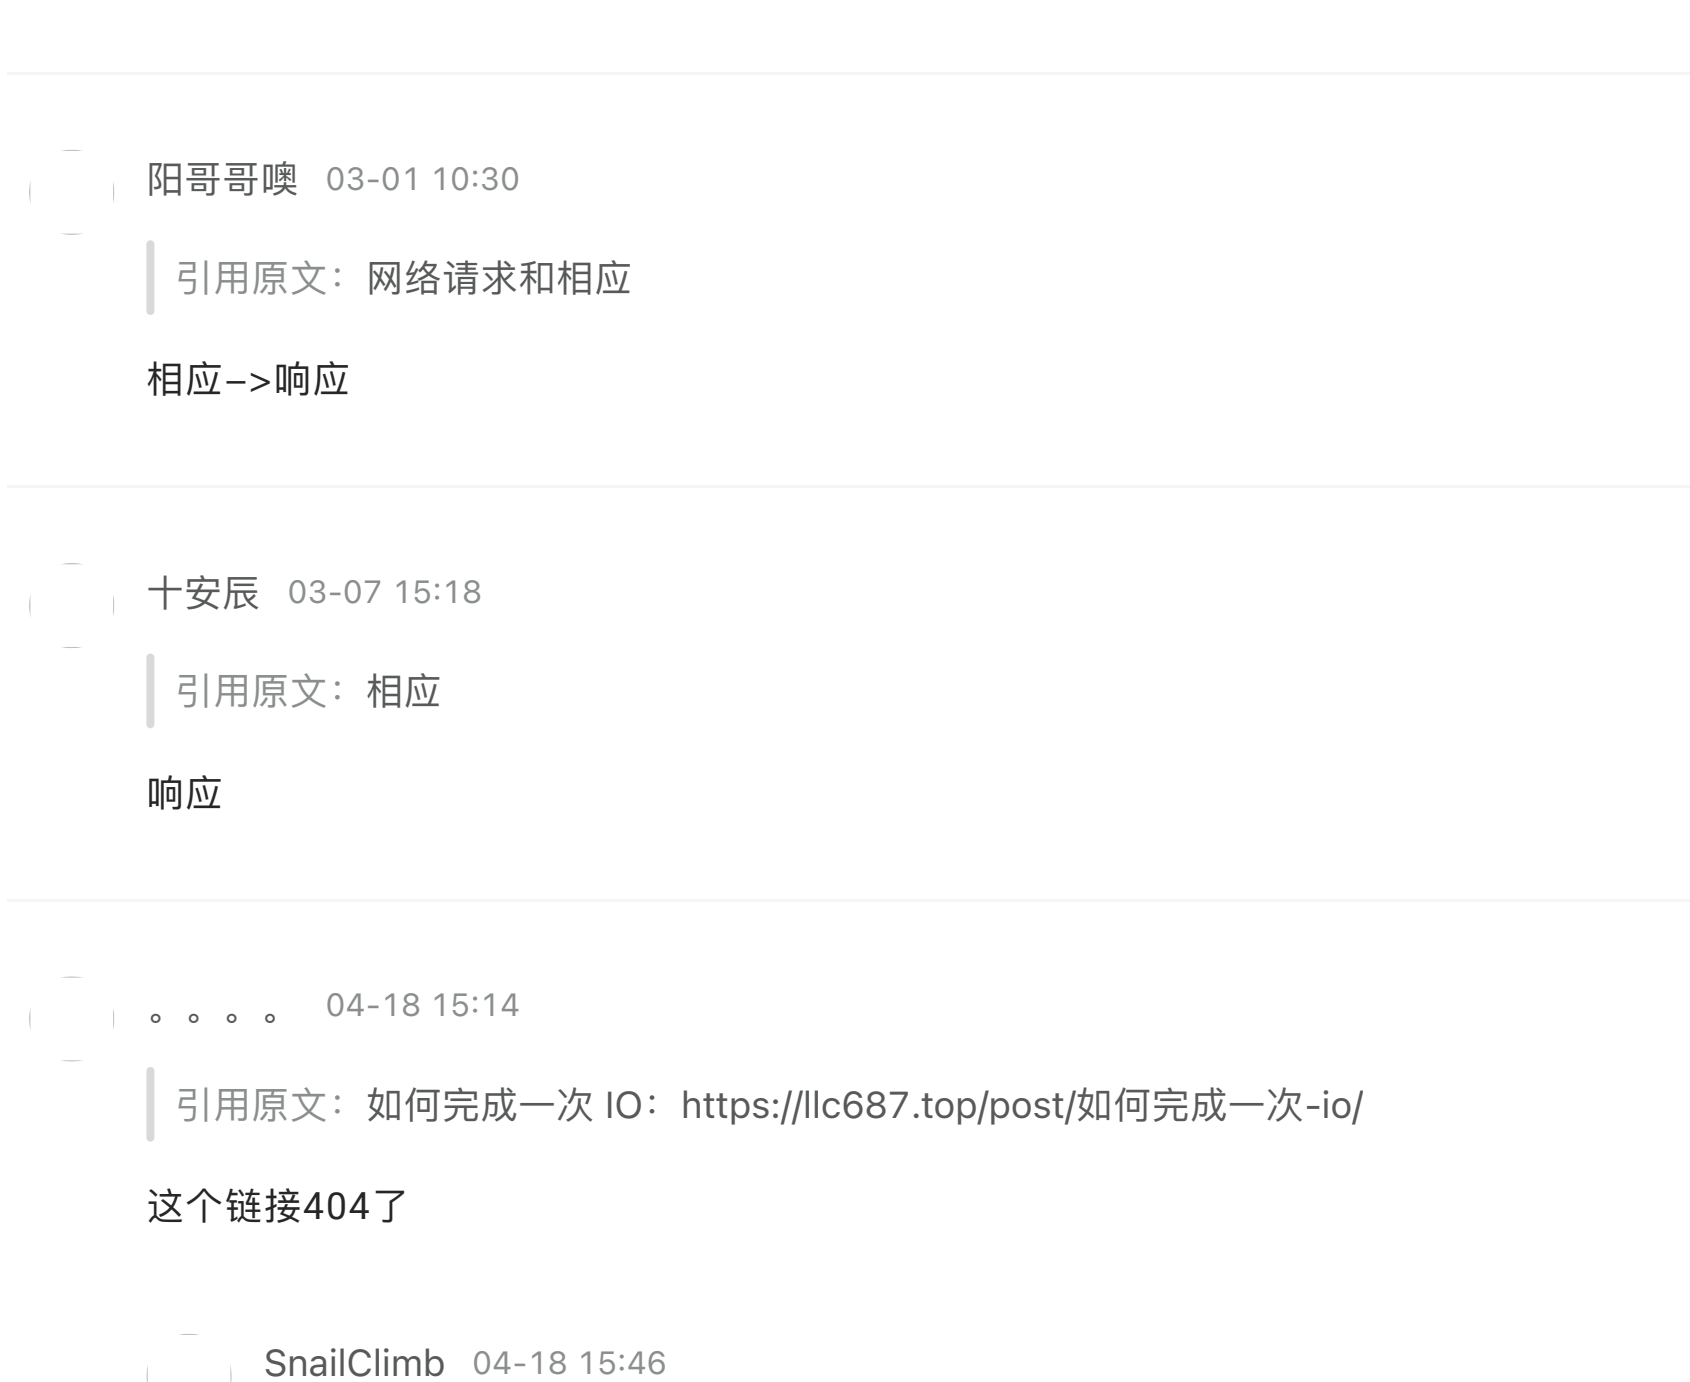 阳哥哥噢 03-01 10:30
引用原文：网络请求和相应
相应–>响应
十安辰 03-07 15:18
引用原文：相应
响应
。。。。 04-18 15:14
引用原文：如何完成一次 IO：https://llc687.top/post/如何完成一次-io/
这个链接404了
SnailClimb 04-18 15:46